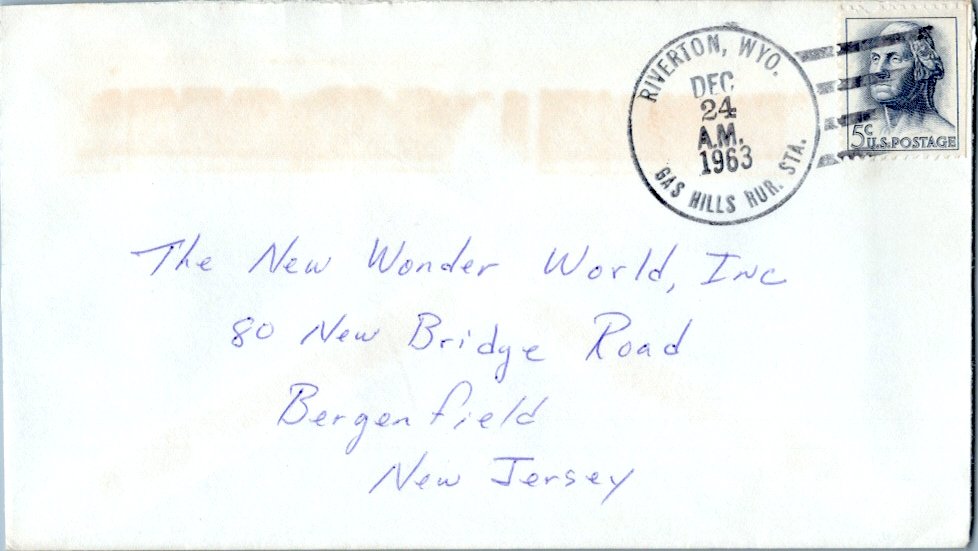 RIVERTON, WYO.
DEC
24
A.M.
1963
GAS HILLS RUR. STA.
5c
U.S. POSTAGE
The New Wonder World, Inc
80 New Bridge Road
Bergenfield
New Jersey